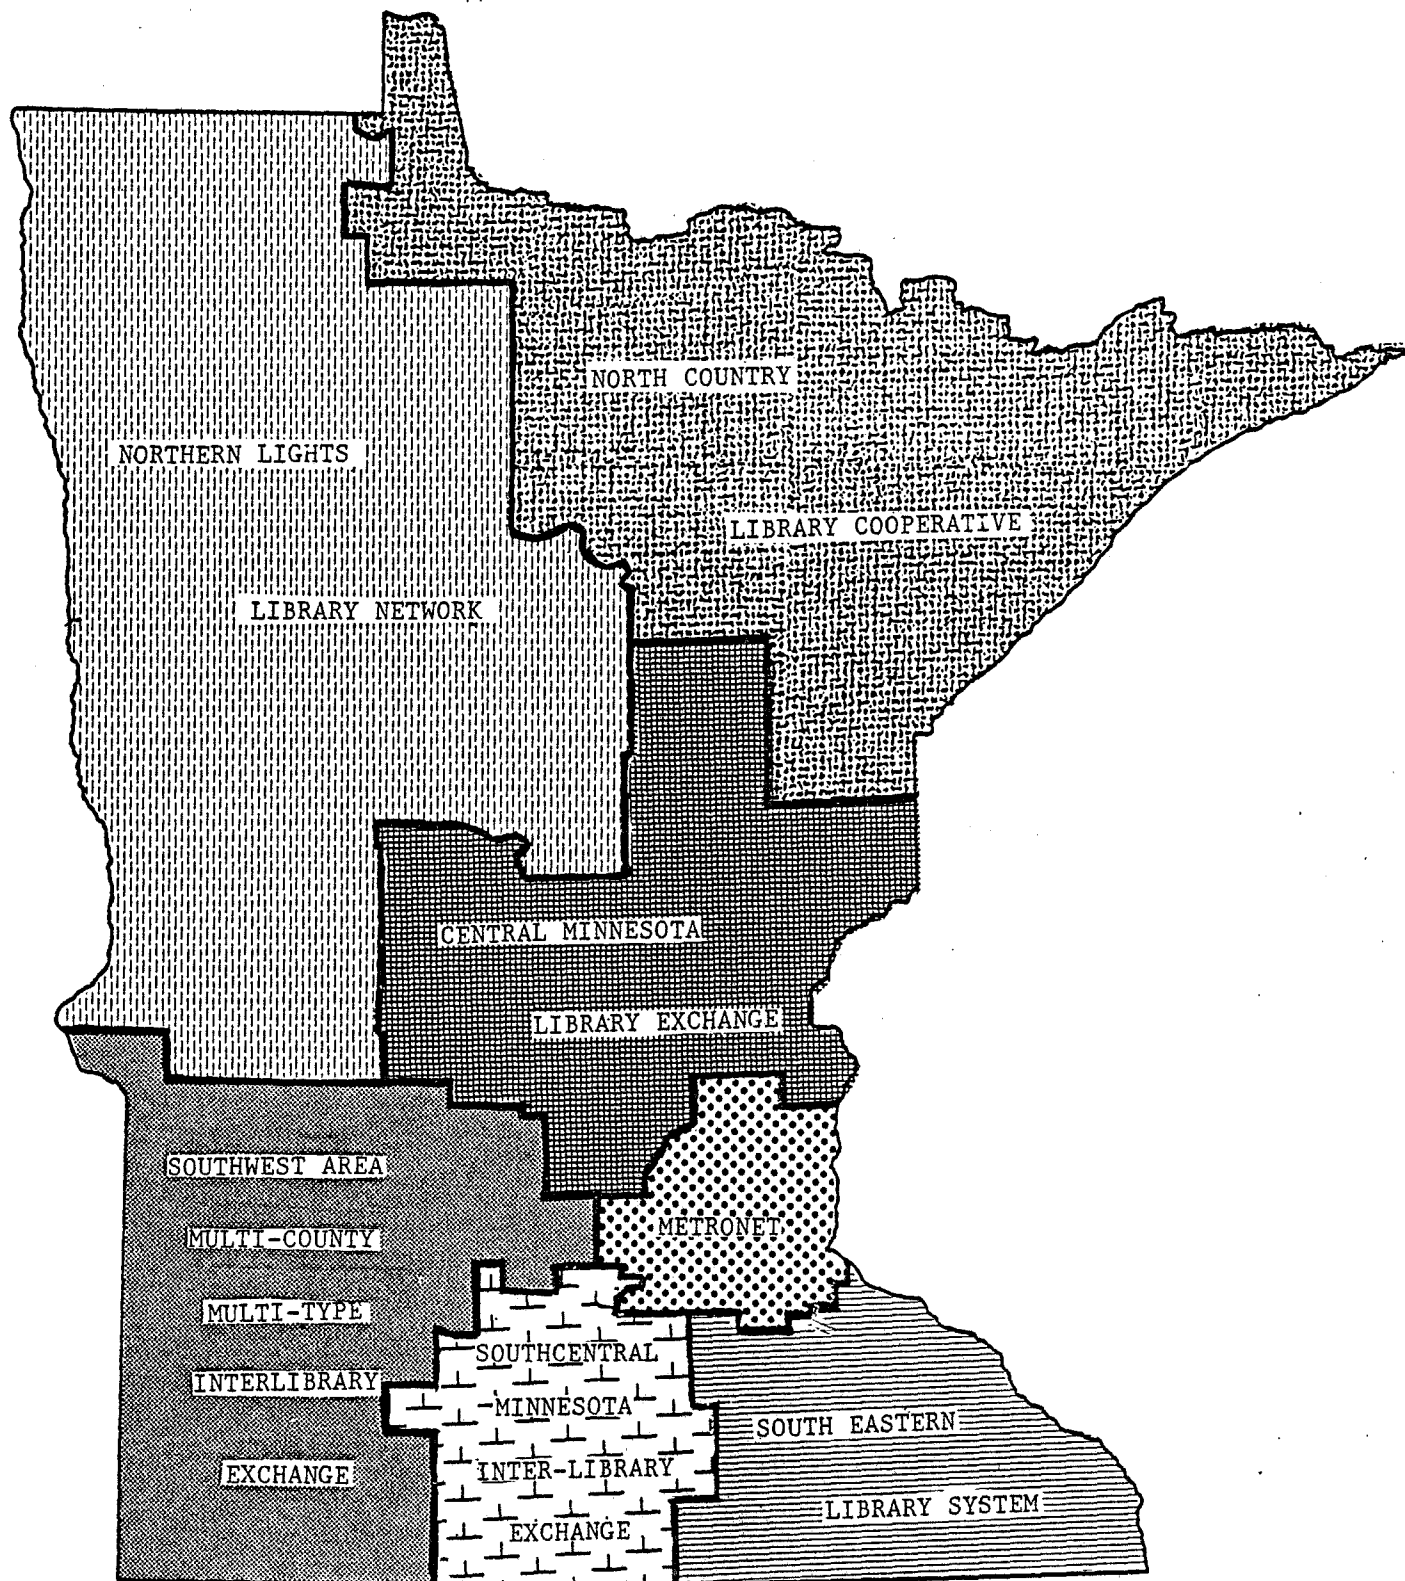 NORTH COUNTRY
LIBRARY COOPERATIVE
NORTHERN LIGHTS
LIBRARY NETWORK
CENTRAL MINNESOTA
LIBRARY EXCHANGE
SOUTHWEST AREA
MULTI-COUNTY
MULTI-TYPE
INTERLIBRARY
EXCHANGE
METRONET
SOUTHCENTRAL
MINNESOTA
INTER-LIBRARY
EXCHANGE
SOUTH EASTERN
LIBRARY SYSTEM